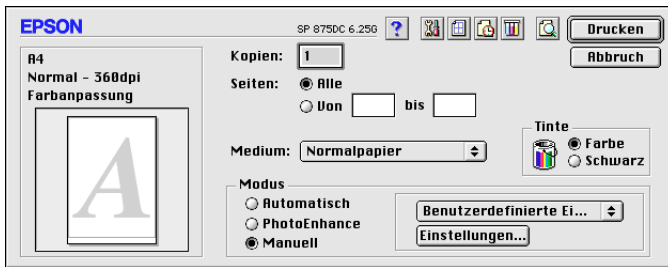 EPSON
SP 875DC 6.25G ?
Drucken
Abbruch
A4
Normal - 360dpi
Farbanpassung
A
Kopien: 1
Seiten: Alle
Von bis
Medium: Normalpapier
Tinte
Farbe
Schwarz
Modus
Automatisch
PhotoEnhance
Manuell
Benutzerdefinierte Ei...
Einstellungen...